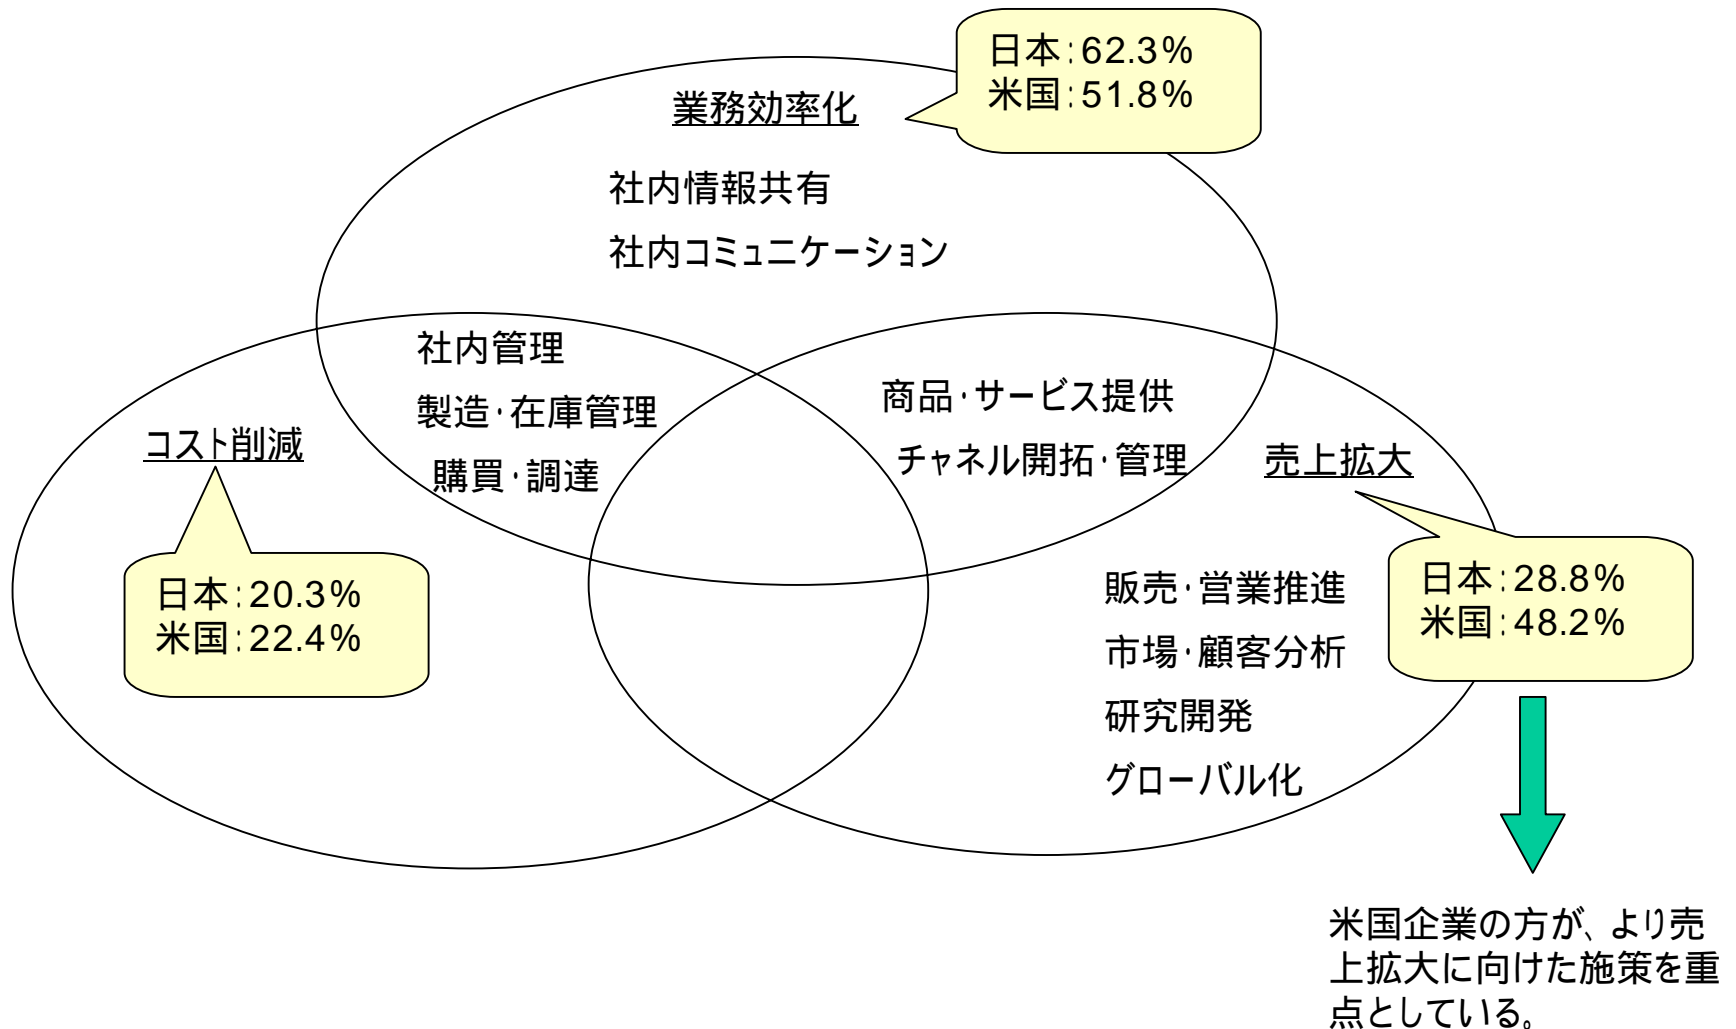 日本:62.3%
米国:51.8%
業務効率化
社内情報共有
社内コミュニケーション
社内管理
製造・在庫管理
購買・調達
商品・サービス提供
チャネル開拓・管理
コスト削減
日本:20.3%
米国:22.4%
売上拡大
日本:28.8%
米国:48.2%
販売・営業推進
市場・顧客分析
研究開発
グローバル化
米国企業の方が、より売
上拡大に向けた施策を重
点としている。